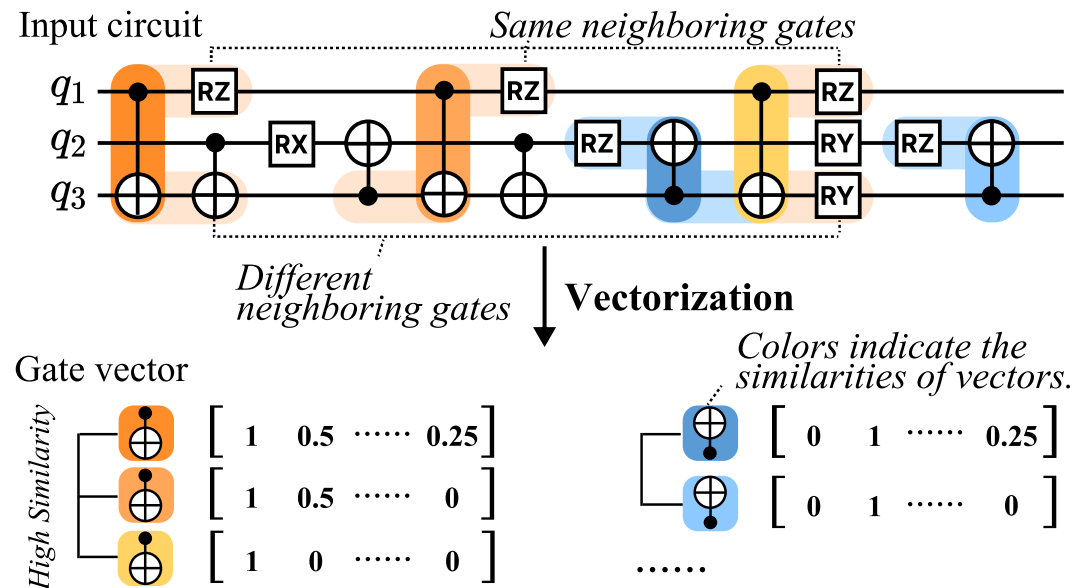 Input circuit
Same neighboring gates
q1 RZ RZ RZ
q2 RX RZ RY RZ
q3 RY
Different
neighboring gates
Vectorization
Colors indicate the
similarities of vectors.
Gate vector
High Similarity
[ 1 0.5 ······ 0.25 ]
[ 1 0.5 ······ 0 ]
[ 1 0 ······ 0 ]
[ 0 1 ······ 0.25 ]
[ 0 1 ······ 0 ]
······